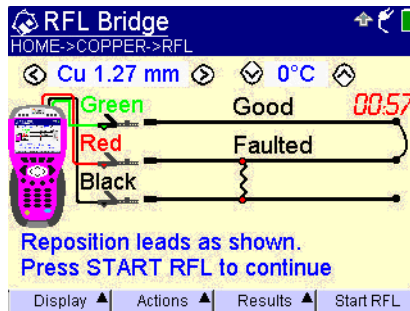 RFL Bridge
HOME->COPPER->RFL
Cu 1.27 mm 0°C
Green Good 00:57
Red Faulted
Black
Reposition leads as shown.
Press START RFL to continue
Display Actions Results Start RFL